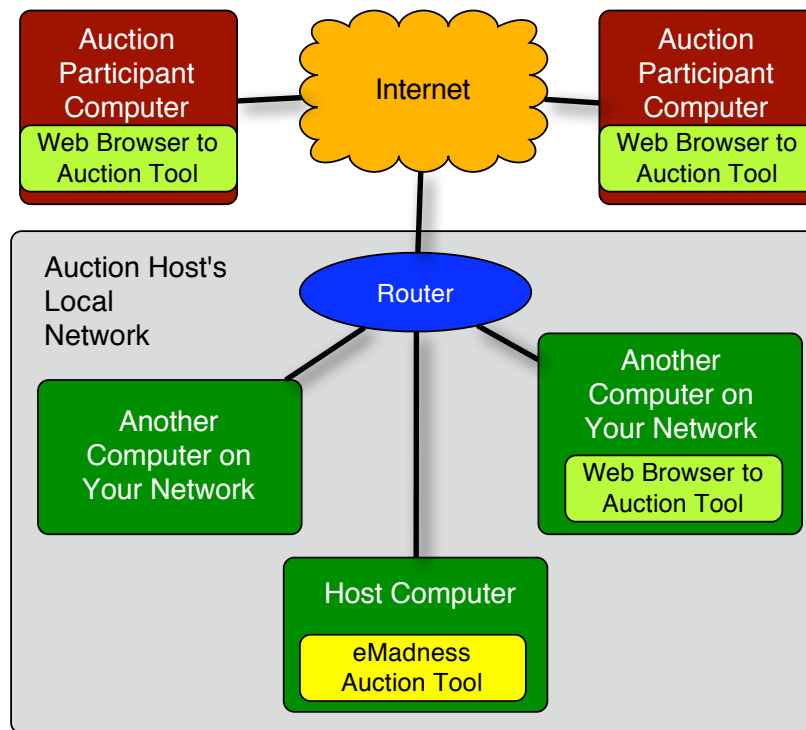 Auction
Participant
Computer
Web Browser to
Auction Tool
Internet
Auction
Participant
Computer
Web Browser to
Auction Tool
Auction Host's
Local
Network
Router
Another
Computer on
Your Network
Another
Computer on
Your Network
Web Browser to
Auction Tool
Host Computer
eMadness
Auction Tool